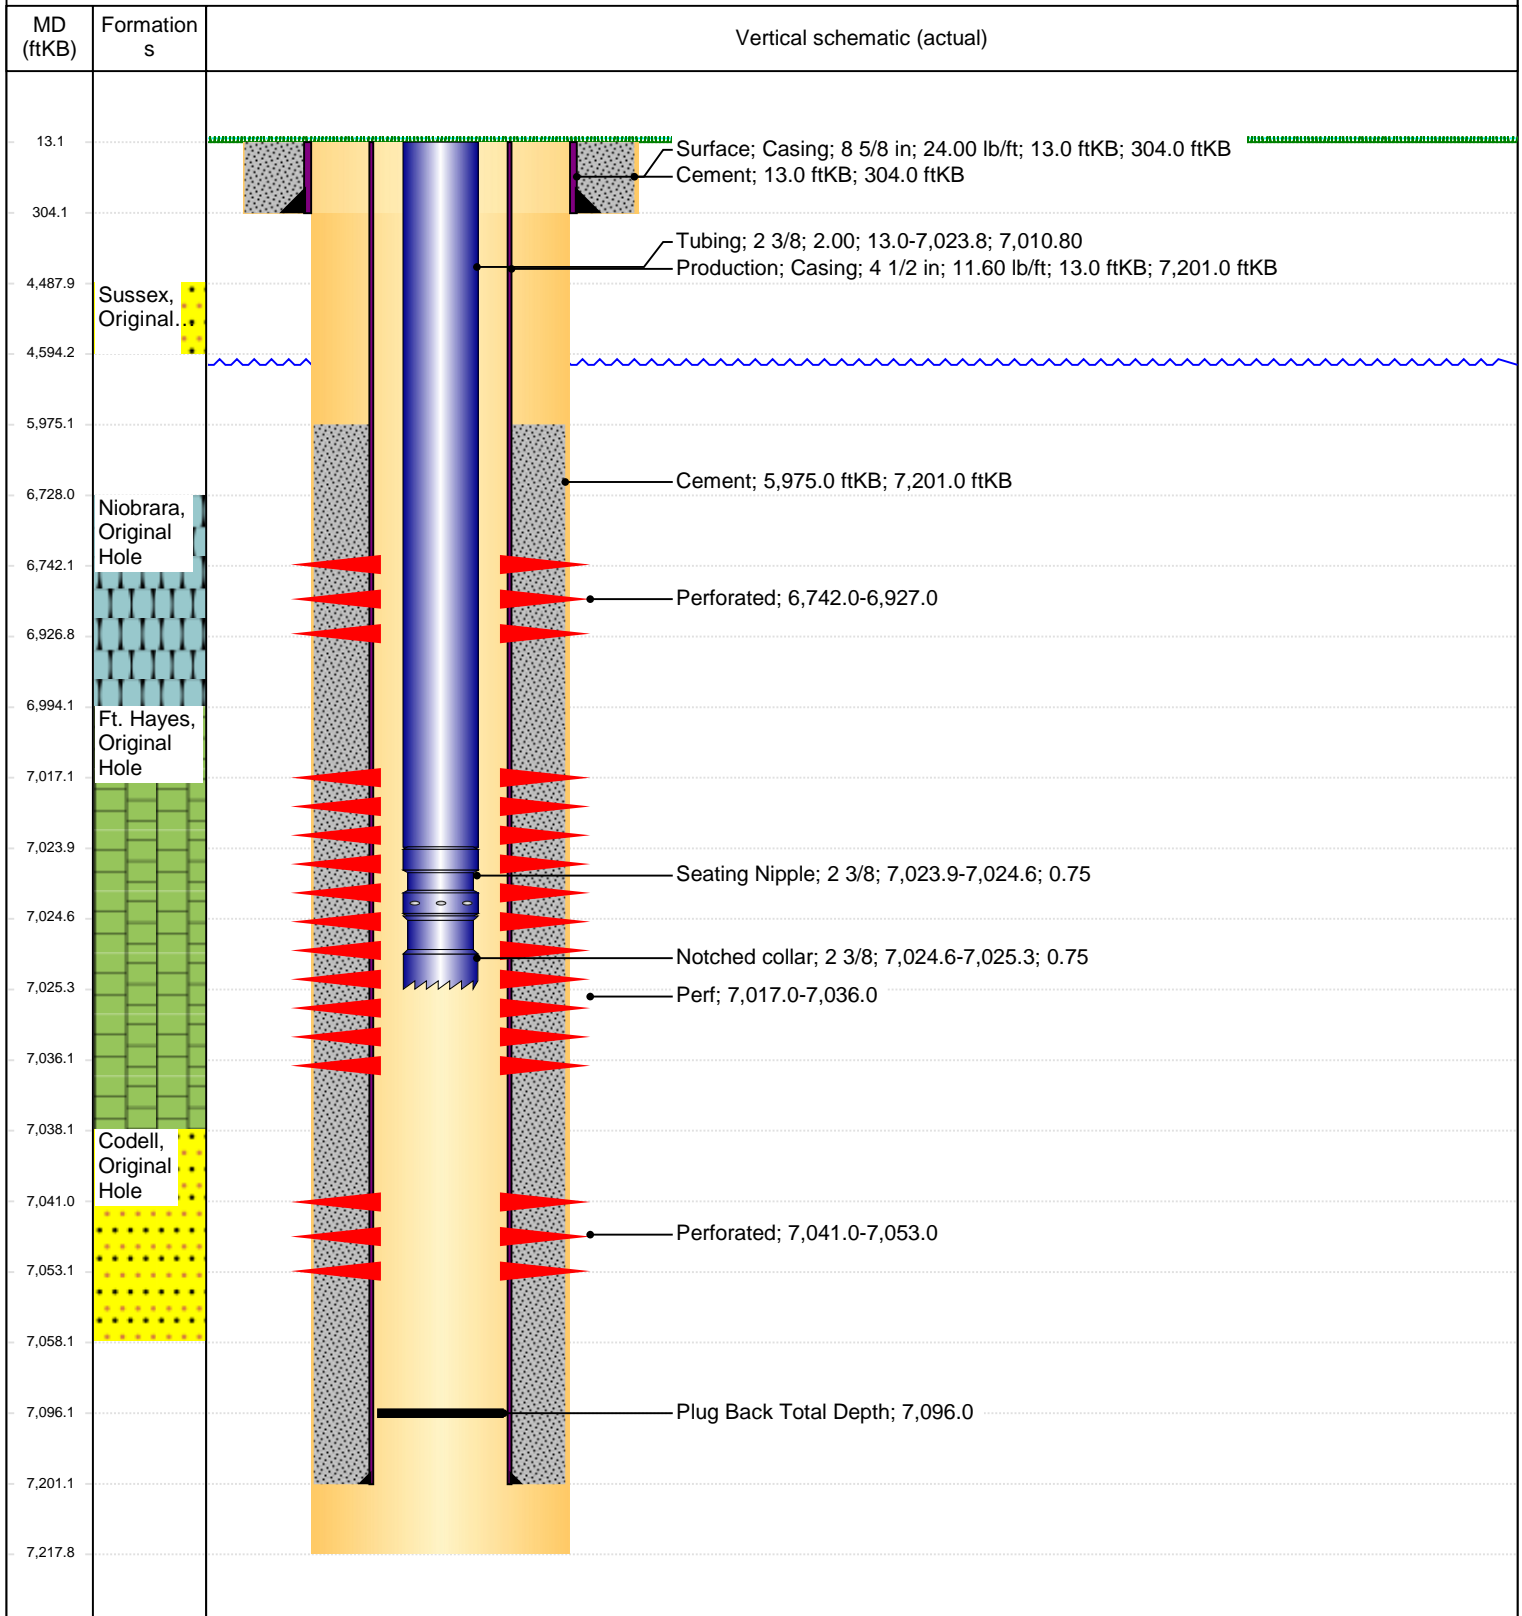 MD
(ftKB)
Formation
s
Vertical schematic (actual)
13.1
Surface; Casing; 8 5/8 in; 24.00 lb/ft; 13.0 ftKB; 304.0 ftKB
Cement; 13.0 ftKB; 304.0 ftKB
304.1
Tubing; 2 3/8; 2.00; 13.0-7,023.8; 7,010.80
Production; Casing; 4 1/2 in; 11.60 lb/ft; 13.0 ftKB; 7,201.0 ftKB
4,487.9
Sussex,
Original...
4,594.2
5,975.1
Cement; 5,975.0 ftKB; 7,201.0 ftKB
6,728.0
Niobrara,
Original
Hole
6,742.1
Perforated; 6,742.0-6,927.0
6,926.8
6,994.1
Ft. Hayes,
Original
Hole
7,017.1
7,023.9
Seating Nipple; 2 3/8; 7,023.9-7,024.6; 0.75
7,024.6
Notched collar; 2 3/8; 7,024.6-7,025.3; 0.75
7,025.3
Perf; 7,017.0-7,036.0
7,036.1
7,038.1
Codell,
Original
Hole
7,041.0
Perforated; 7,041.0-7,053.0
7,053.1
7,058.1
7,096.1
Plug Back Total Depth; 7,096.0
7,201.1
7,217.8